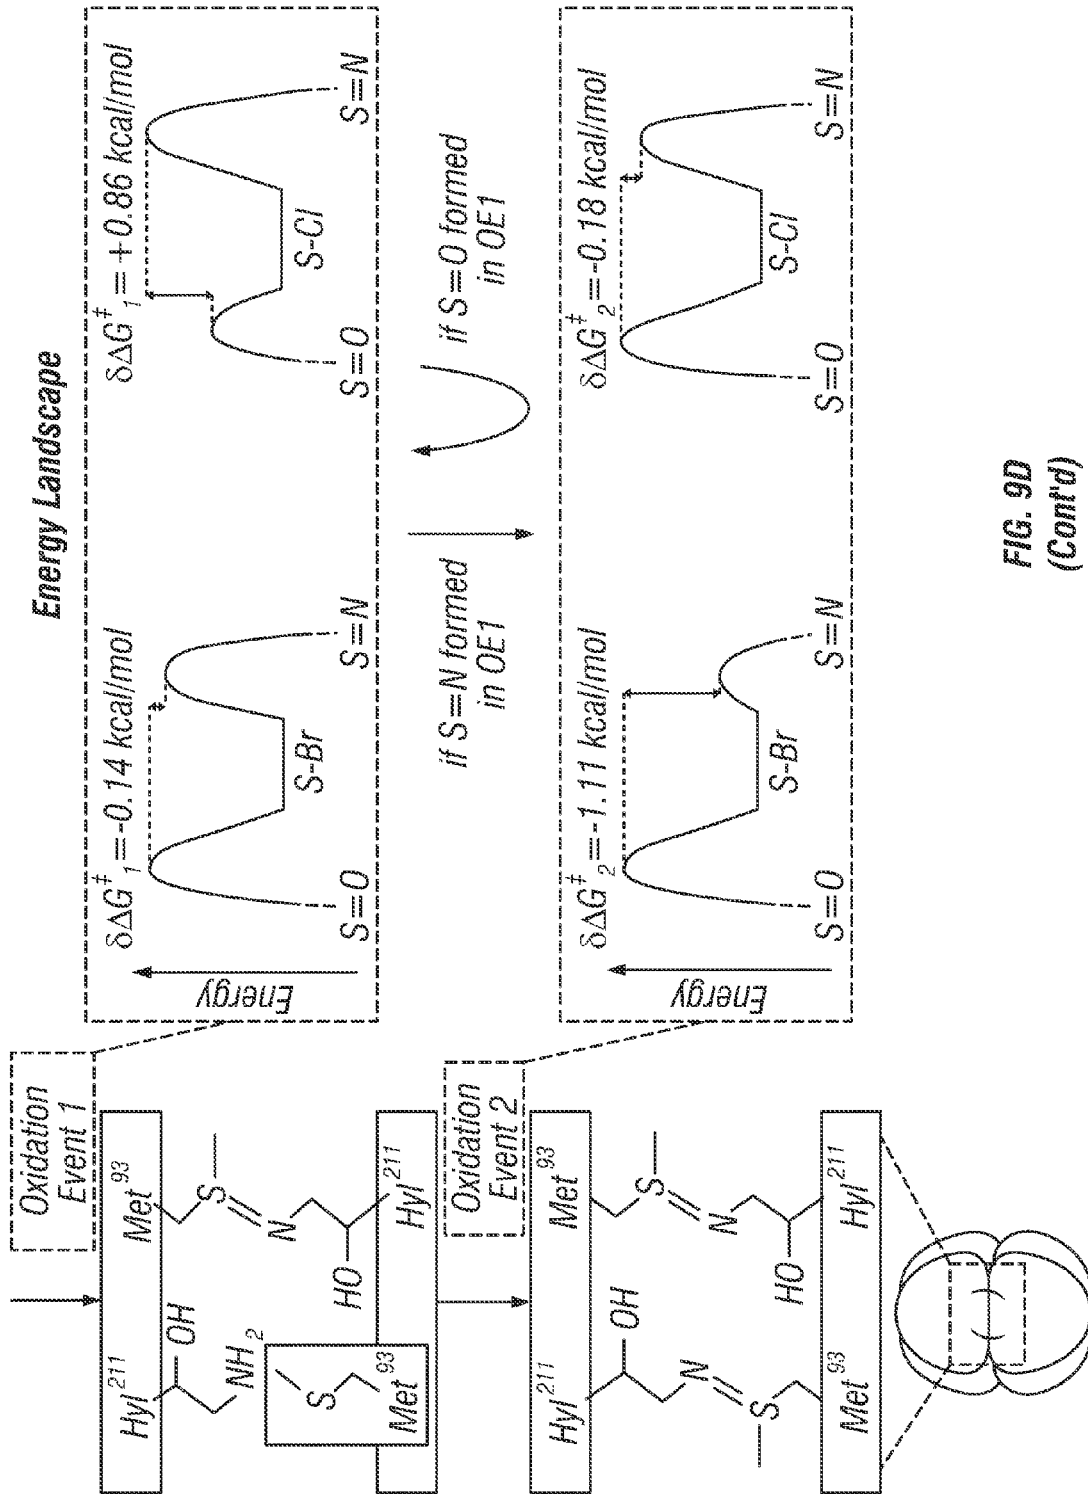 Energy Landscape
Oxidation
Event 1
δΔG‡1=-0.14 kcal/mol
δΔG‡1=+0.86 kcal/mol
Energy
S=O
S-Br
S=N
S=O
S-Cl
S=N
Hyl211
Met93
OH
NH2
S
N
HO
S
Met93
Hyl211
if S=N formed
in OE1
if S=O formed
in OE1
Oxidation
Event 2
δΔG‡2=-1.11 kcal/mol
δΔG‡2=-0.18 kcal/mol
Energy
S=O
S-Br
S=N
S=O
S-Cl
S=N
Hyl211
Met93
OH
S
N
N
HO
S
Met93
Hyl211
FIG. 9D
(Cont'd)